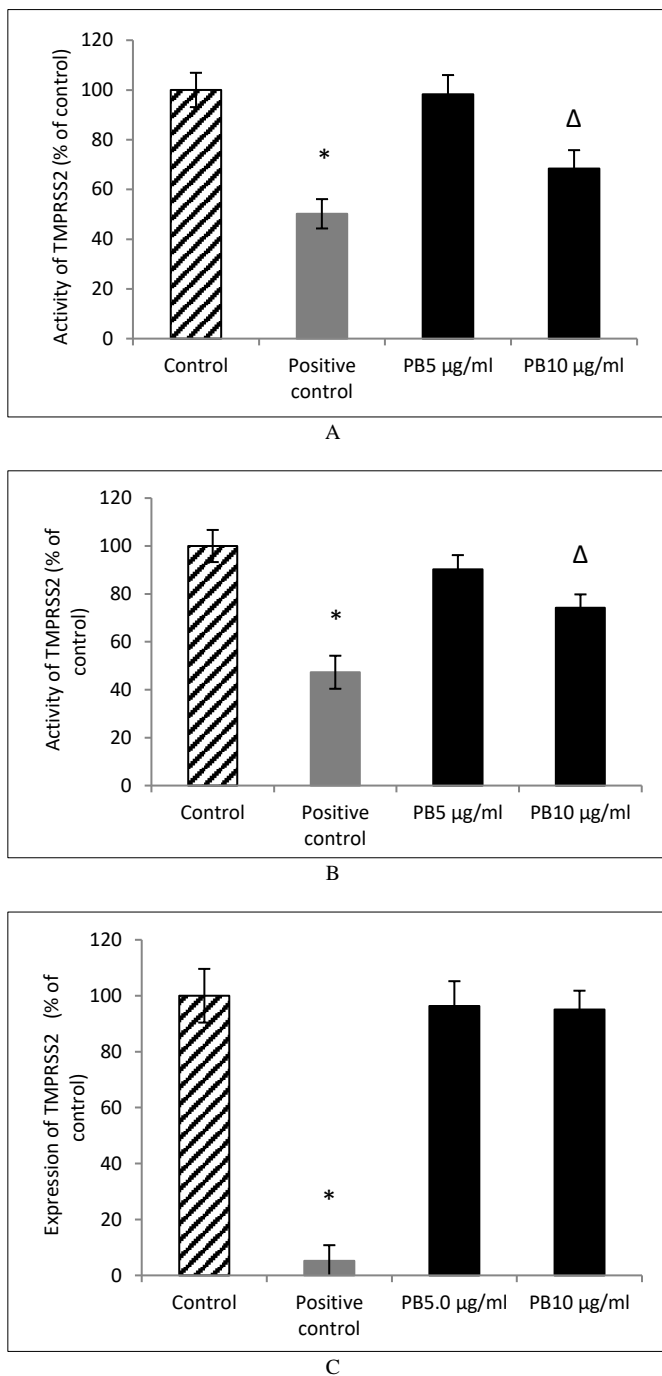 Activity of TMPRSS2 (% of control)
120
100
80
60
40
20
0
*
Δ
Control
Positive
control
PB5 µg/ml
PB10 µg/ml
A
Activity of TMPRSS2 (% of
control)
120
100
80
60
40
20
0
*
Δ
Control
Positive
control
PB5 µg/ml
PB10 µg/ml
B
Expression of TMPRSS2 (% of
control)
120
100
80
60
40
20
0
*
Control
Positive
control
PB5.0 µg/ml
PB10 µg/ml
C